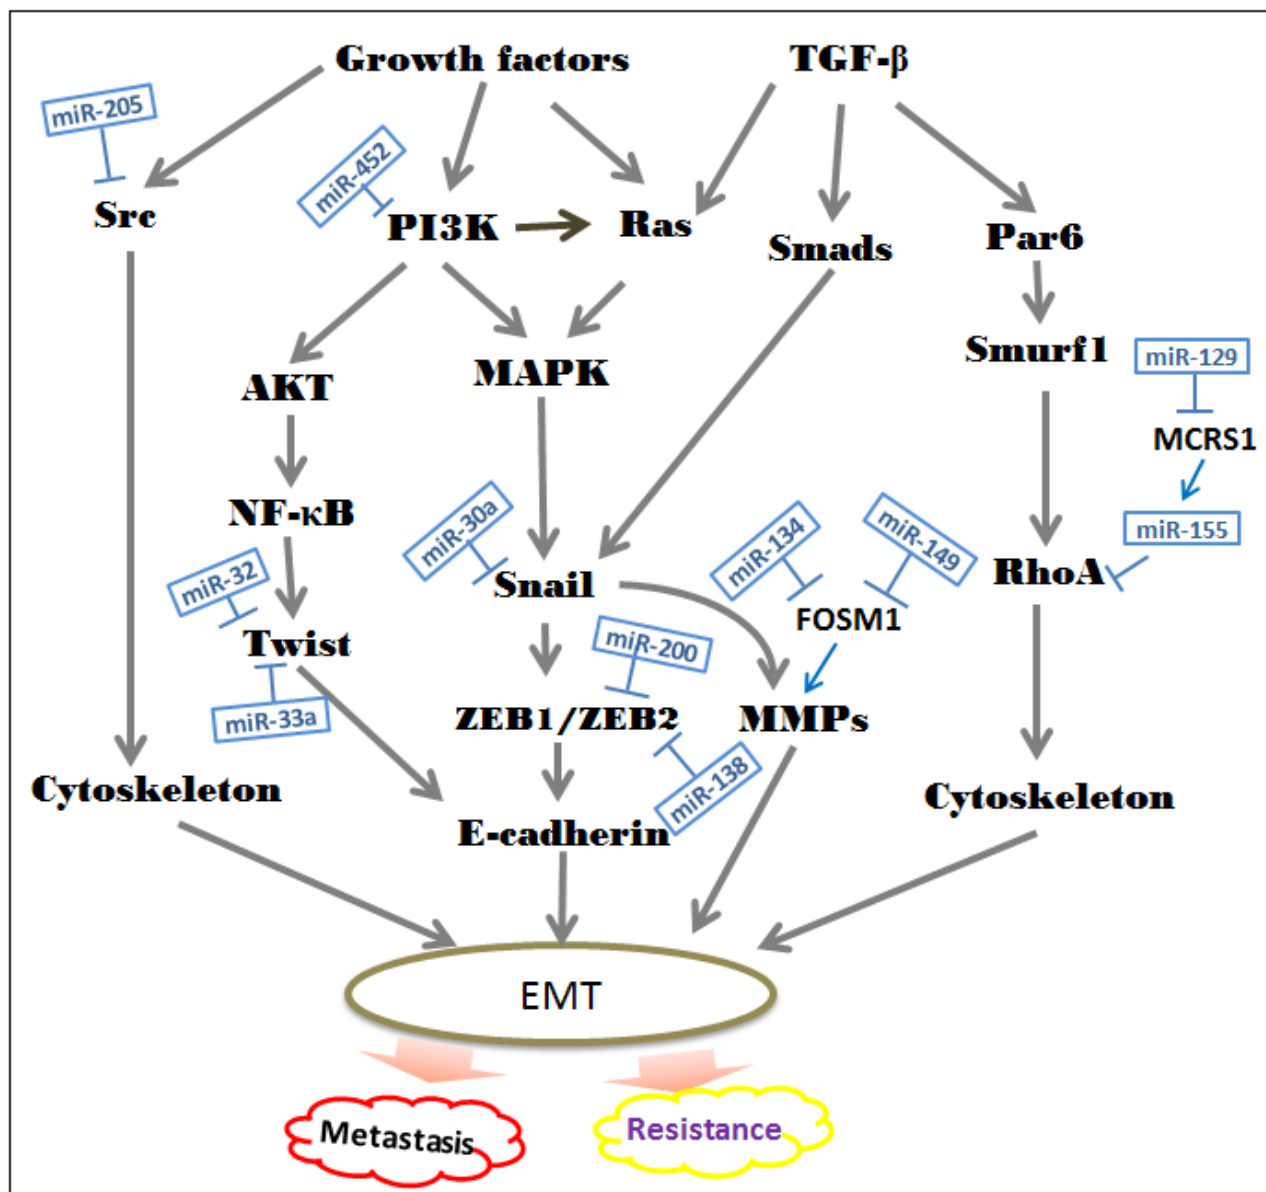 Growth factors
TGF-β
miR-205
miR-452
Src
PI3K
Ras
Smads
Par6
Smurf1
miR-129
AKT
MAPK
MCRS1
NF-κB
miR-30a
miR-134
miR-149
miR-155
miR-32
Snail
RhoA
FOSM1
Twist
miR-200
miR-33a
ZEB1/ZEB2
MMPs
miR-138
Cytoskeleton
Cytoskeleton
E-cadherin
EMT
Metastasis
Resistance